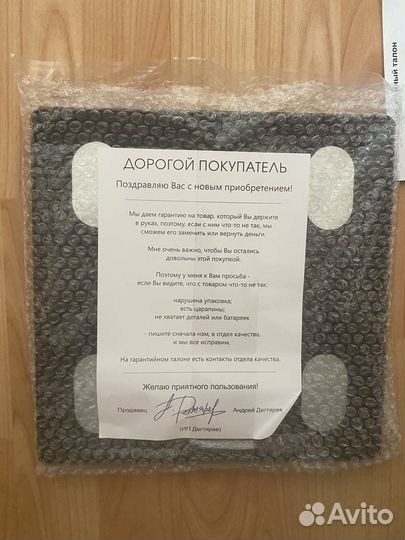 ный талон
ДОРОГОЙ ПОКУПАТЕЛЬ
Поздравляю Вас с новым приобретением!
Мы даем гарантию на товар, который Вы держите
в руках, поэтому, если с ним что-то не так, мы
сможем его заменить или вернуть деньги.
Мне очень важно, чтобы Вы остались
довольны этой покупкой.
Поэтому у меня к Вам просьба -
если Вы видите, что с товаром что-то не так:
нарушена упаковка;
есть царапины;
не хватает деталей или батареек
- пишите сначала нам, в отдел качества,
и мы все исправим.
На гарантийном талоне есть контакты отдела качества.
Желаю приятного пользования!
Продавец Андрей Дегтярев
(ИП Дегтярев)
Avito